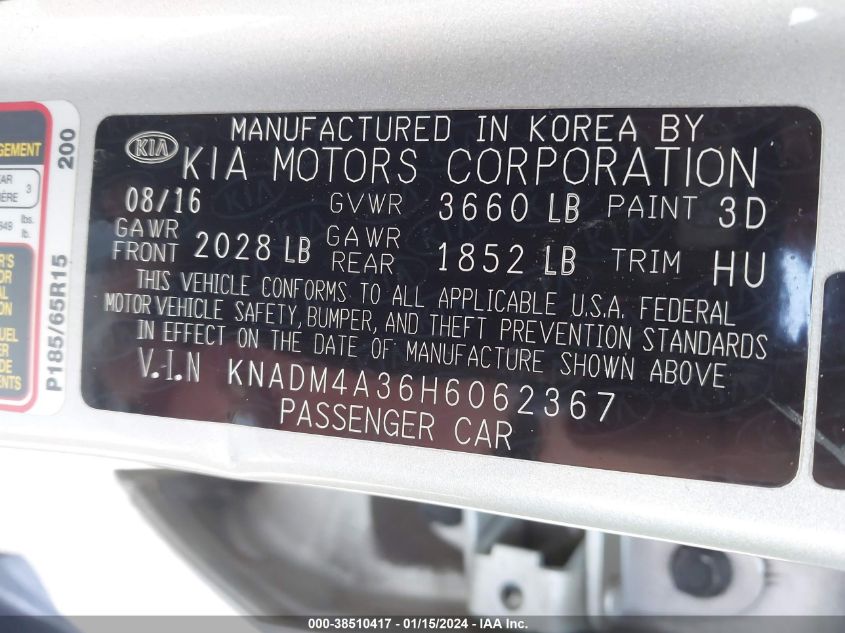 MANUFACTURED IN KOREA BY
KIA
KIA MOTORS CORPORATION
08/16 GVWR 3660 LB PAINT 3D
GAWR FRONT 2028 LB GAWR REAR 1852 LB TRIM HU
THIS VEHICLE CONFORMS TO ALL APPLICABLE U.S.A. FEDERAL
MOTOR VEHICLE SAFETY, BUMPER, AND THEFT PREVENTION STANDARDS
IN EFFECT ON THE DATE OF MANUFACTURE SHOWN ABOVE
V.I.N KNADM4A36H6062367
PASSENGER CAR
200
P185/65R15
3
lbs.
lb.
000-38510417 - 01/15/2024 - IAA Inc.